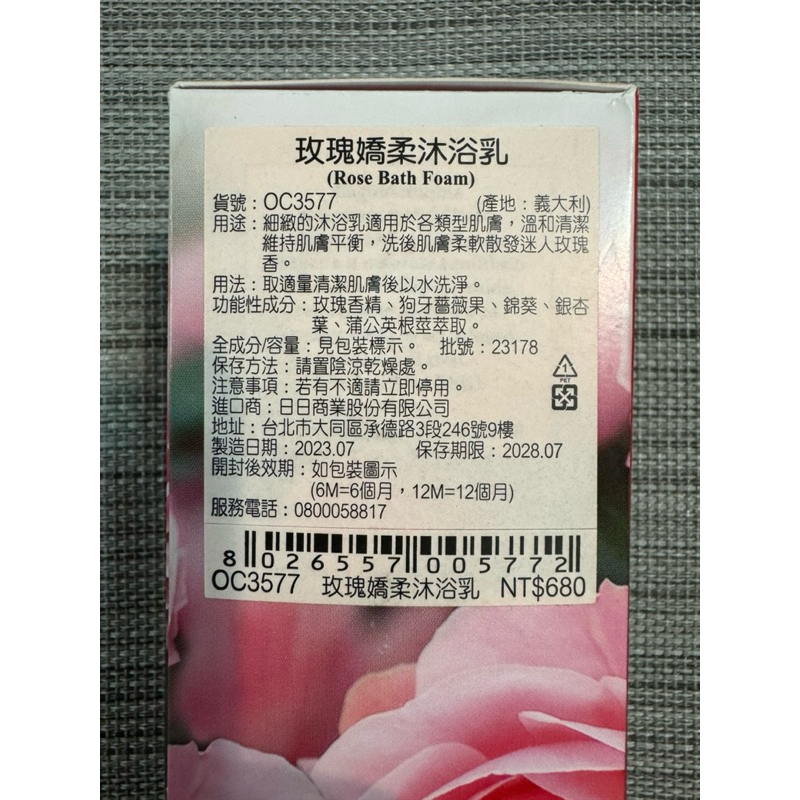 玫瑰嬌柔沐浴乳
(Rose Bath Foam)
貨號：OC3577 (產地：義大利)
用途：細緻的沐浴乳適用於各類型肌膚，溫和清潔
維持肌膚平衡，洗後肌膚柔軟散發迷人玫瑰
香。
用法：取適量清潔肌膚後以水洗淨。
功能性成分：玫瑰香精、狗牙薔薇果、錦葵、銀杏
葉、蒲公英根莖萃取。
全成分/容量：見包裝標示。 批號：23178
保存方法：請置陰涼乾燥處。
注意事項：若有不適請立即停用。
進口商：日日商業股份有限公司
地址：台北市大同區承德路3段246號9樓
製造日期：2023.07 保存期限：2028.07
開封後效期：如包裝圖示
(6M=6個月，12M=12個月)
服務電話：0800058817
1
PET
8 026557 005772
OC3577 玫瑰嬌柔沐浴乳 NT$680